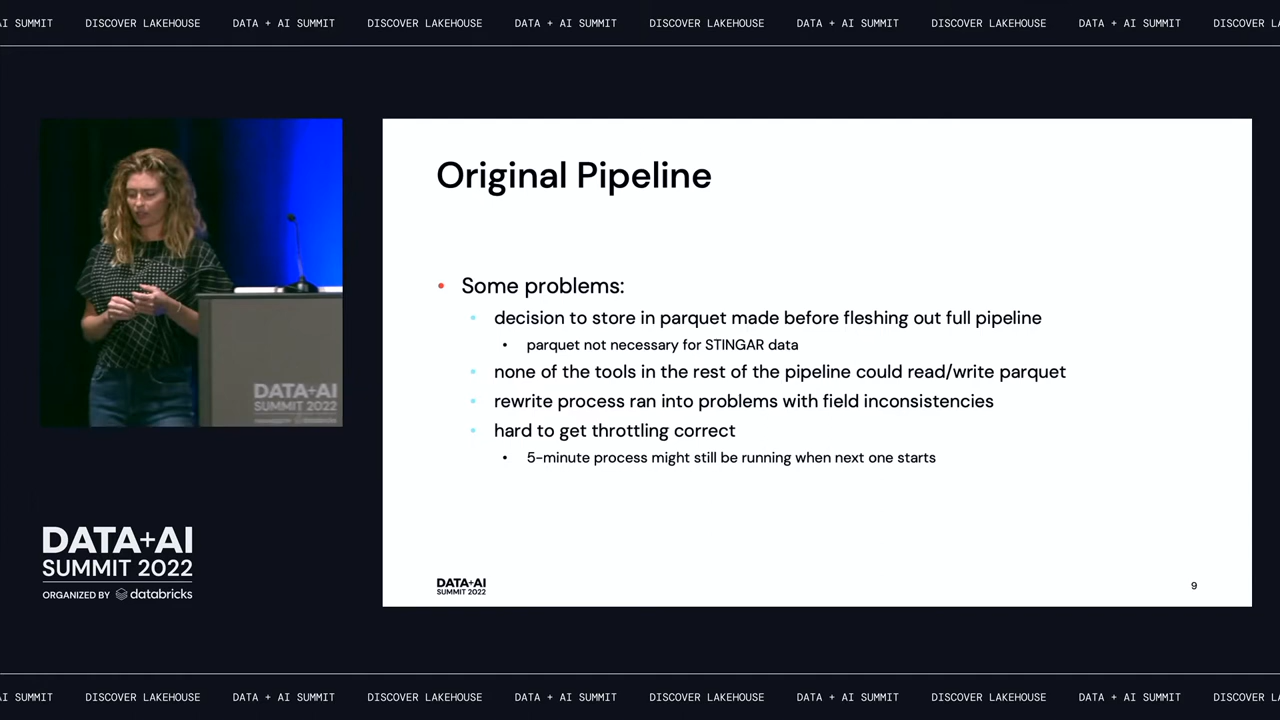 AI SUMMIT DISCOVER LAKEHOUSE DATA + AI SUMMIT DISCOVER LAKEHOUSE DATA + AI SUMMIT DISCOVER LAKEHOUSE DATA + AI SUMMIT DISCOVER LAKEHOUSE DATA + AI SUMMIT DISCOVER L
Original Pipeline
• Some problems:
• decision to store in parquet made before fleshing out full pipeline
• parquet not necessary for STINGAR data
• none of the tools in the rest of the pipeline could read/write parquet
• rewrite process ran into problems with field inconsistencies
• hard to get throttling correct
• 5-minute process might still be running when next one starts
DATA+AI
SUMMIT 2022
9
DATA+AI
SUMMIT 2022
DATA+AI
SUMMIT 2022
ORGANIZED BY databricks
AI SUMMIT DISCOVER LAKEHOUSE DATA + AI SUMMIT DISCOVER LAKEHOUSE DATA + AI SUMMIT DISCOVER LAKEHOUSE DATA + AI SUMMIT DISCOVER LAKEHOUSE DATA + AI SUMMIT DISCOVER L